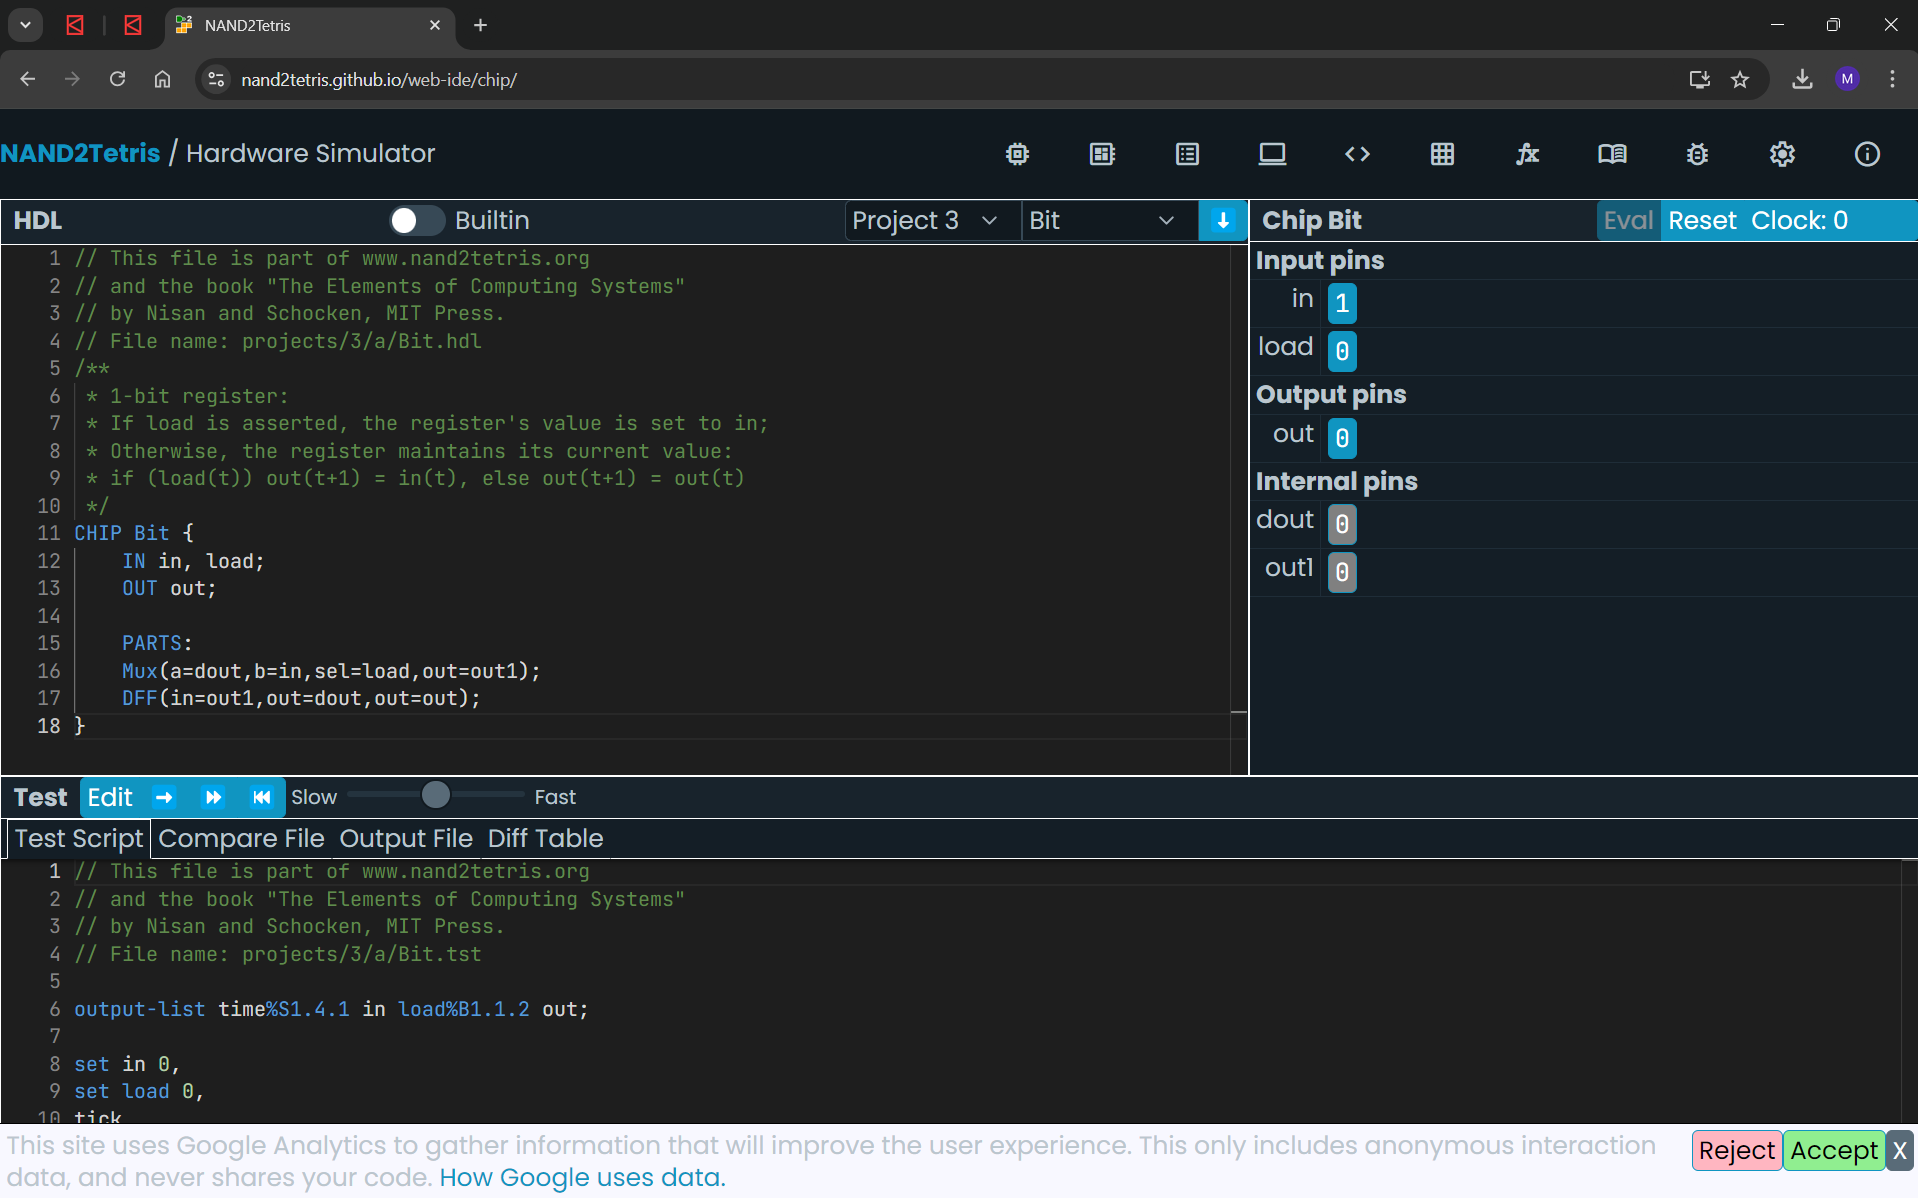 NAND2Tetris
nand2tetris.github.io/web-ide/chip/
M
NAND2Tetris / Hardware Simulator
HDL Builtin Project 3 Bit
1 // This file is part of www.nand2tetris.org
2 // and the book "The Elements of Computing Systems"
3 // by Nisan and Schocken, MIT Press.
4 // File name: projects/3/a/Bit.hdl
5 /**
6 * 1-bit register:
7 * If load is asserted, the register's value is set to in;
8 * Otherwise, the register maintains its current value:
9 * if (load(t)) out(t+1) = in(t), else out(t+1) = out(t)
10 */
11 CHIP Bit {
12 IN in, load;
13 OUT out;
14
15 PARTS:
16 Mux(a=dout,b=in,sel=load,out=out1);
17 DFF(in=out1,out=dout,out=out);
18 }
Chip Bit Eval Reset Clock: 0
Input pins
in 1
load 0
Output pins
out 0
Internal pins
dout 0
out1 0
Test Edit Slow Fast
Test Script Compare File Output File Diff Table
1 // This file is part of www.nand2tetris.org
2 // and the book "The Elements of Computing Systems"
3 // by Nisan and Schocken, MIT Press.
4 // File name: projects/3/a/Bit.tst
5
6 output-list time%S1.4.1 in load%B1.1.2 out;
7
8 set in 0,
9 set load 0,
10 tick
This site uses Google Analytics to gather information that will improve the user experience. This only includes anonymous interaction
data, and never shares your code. How Google uses data.
Reject Accept X